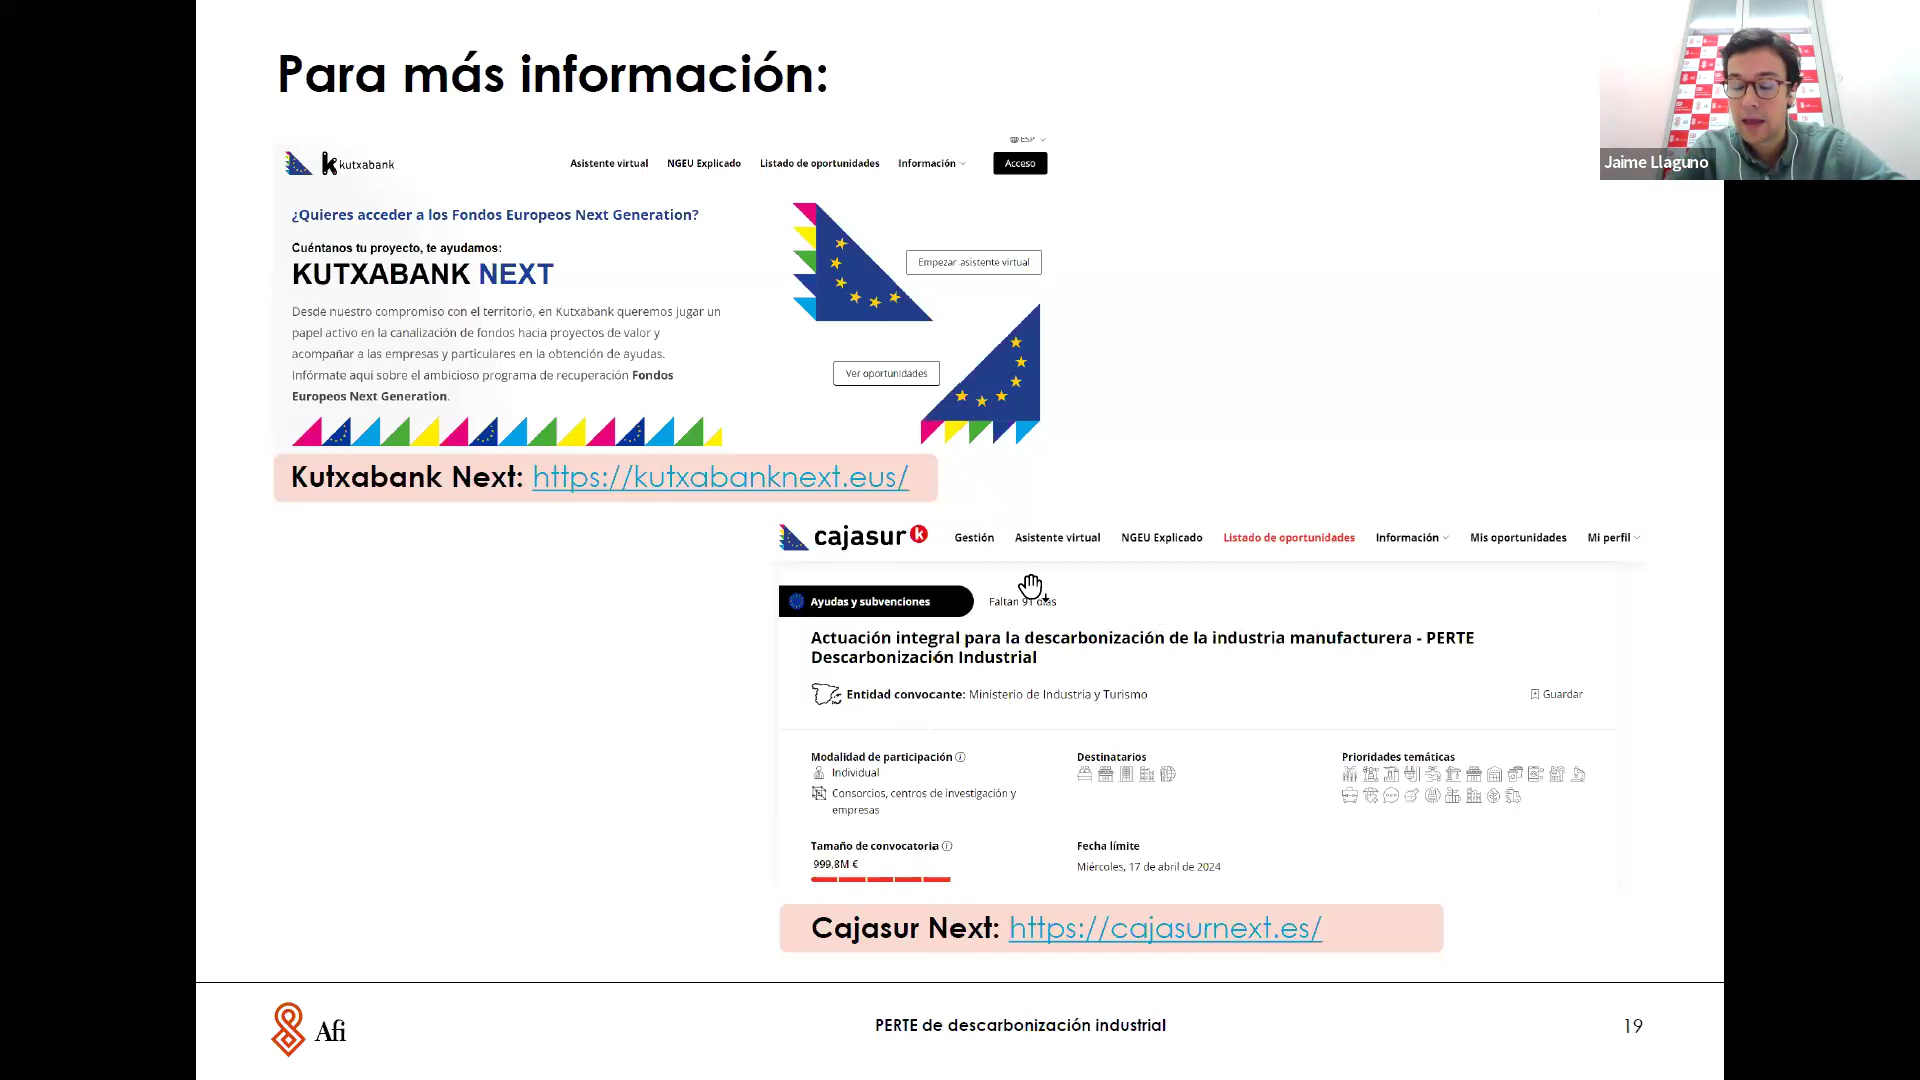 Para más información:
Jaime Llaguno
ESP
kutxabank
Asistente virtual NGEU Explicado Listado de oportunidades Información Acceso
¿Quieres acceder a los Fondos Europeos Next Generation?
Cuéntanos tu proyecto, te ayudamos:
KUTXABANK NEXT
Empezar asistente virtual
Desde nuestro compromiso con el territorio, en Kutxabank queremos jugar un
papel activo en la canalización de fondos hacia proyectos de valor y
acompañar a las empresas y particulares en la obtención de ayudas.
Infórmate aquí sobre el ambicioso programa de recuperación Fondos
Europeos Next Generation.
Ver oportunidades
Kutxabank Next: https://kutxabanknext.eus/
cajasur k
Gestión Asistente virtual NGEU Explicado Listado de oportunidades Información Mis oportunidades Mi perfil
Ayudas y subvenciones
Faltan 91 días
Actuación integral para la descarbonización de la industria manufacturera - PERTE
Descarbonización Industrial
Entidad convocante: Ministerio de Industria y Turismo
Guardar
Modalidad de participación
Individual
Consorcios, centros de investigación y
empresas
Destinatarios
Prioridades temáticas
Tamaño de convocatoria
999,8M €
Fecha límite
Miércoles, 17 de abril de 2024
Cajasur Next: https://cajasurnext.es/
Afi
PERTE de descarbonización industrial
19